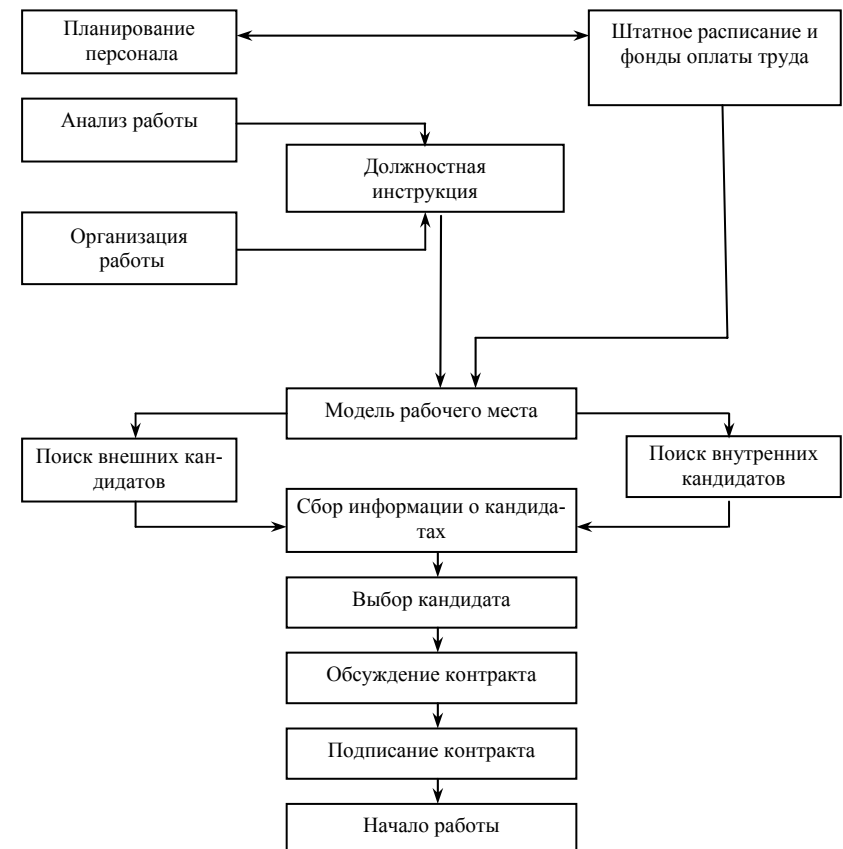 Планирование
персонала
Штатное расписание и
фонды оплаты труда
Анализ работы
Должностная
инструкция
Организация
работы
Модель рабочего места
Поиск внешних кан-
дидатов
Поиск внутренних
кандидатов
Сбор информации о кандида-
тах
Выбор кандидата
Обсуждение контракта
Подписание контракта
Начало работы